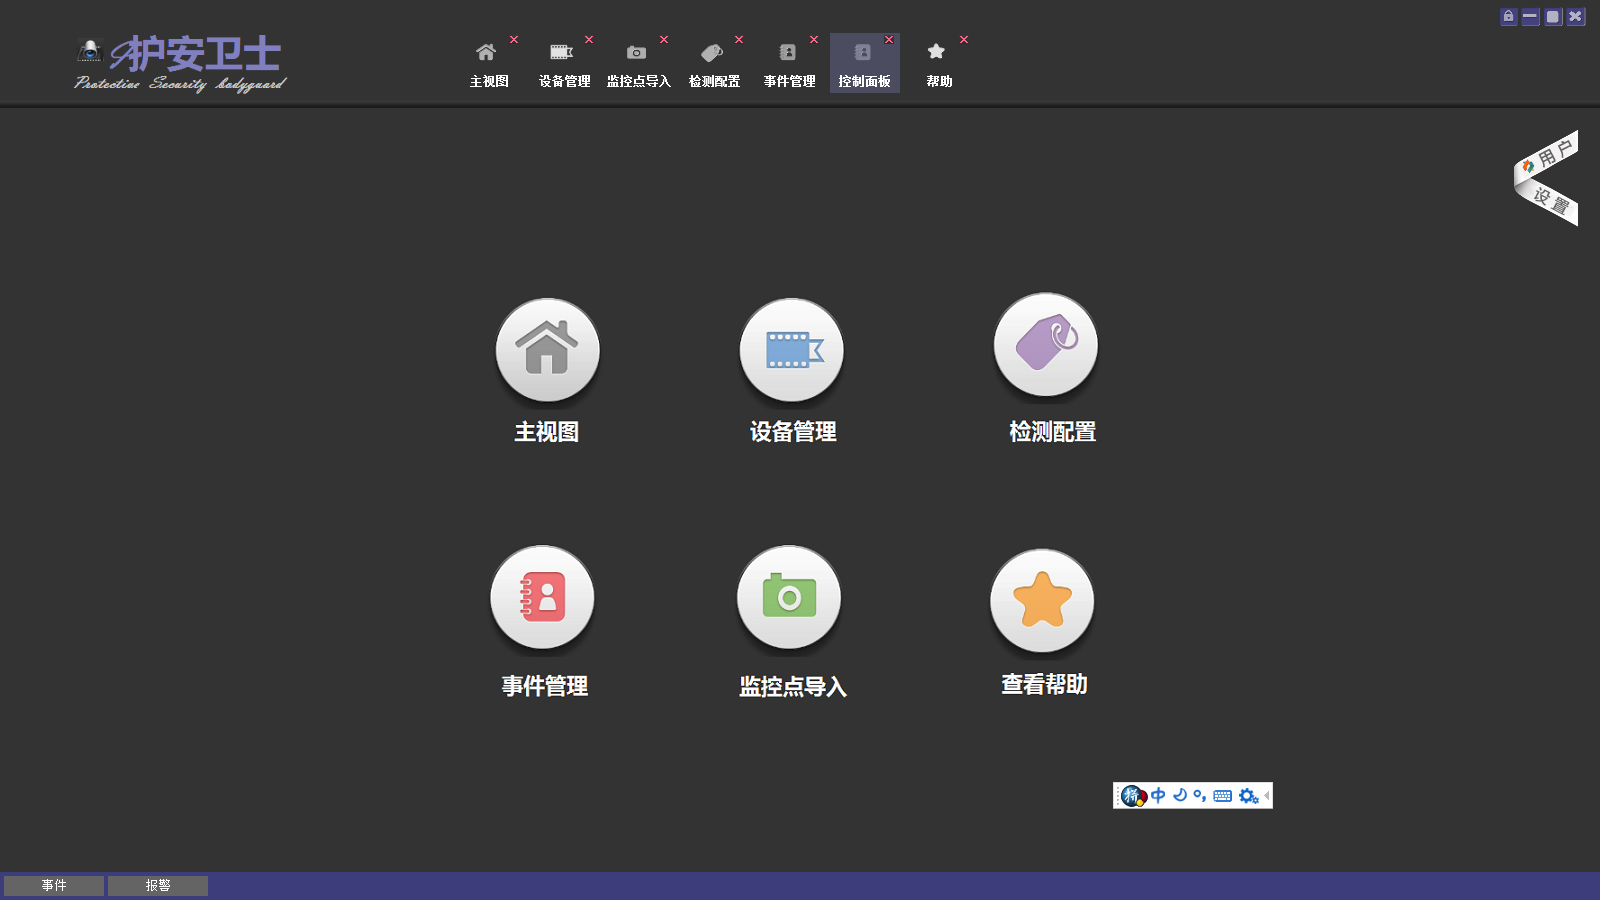 护安卫士
Protective Security bodyguard
主视图 设备管理 监控点导入 检测配置 事件管理 控制面板 帮助
用户
设置
主视图 设备管理 检测配置
事件管理 监控点导入 查看帮助
拼 中
事件 报警